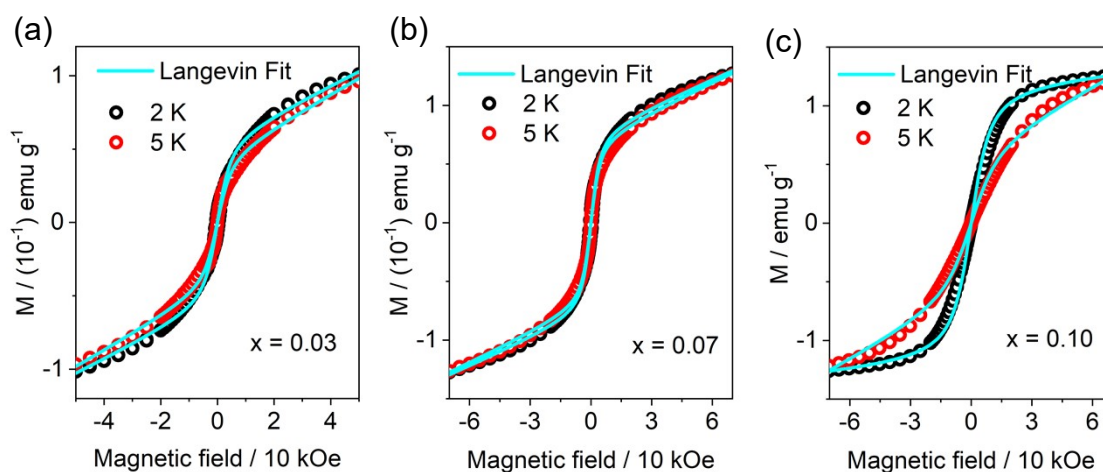 (a)
Langevin Fit
2 K
5 K
1
0
-1
M / (10⁻¹) emu g⁻¹
x = 0.03
-4 -2 0 2 4
Magnetic field / 10 kOe
(b)
Langevin Fit
2 K
5 K
1
0
-1
M / (10⁻¹) emu g⁻¹
x = 0.07
-6 -3 0 3 6
Magnetic field / 10 kOe
(c)
Langevin Fit
2 K
5 K
1
0
-1
M / emu g⁻¹
x = 0.10
-6 -3 0 3 6
Magnetic field / 10 kOe